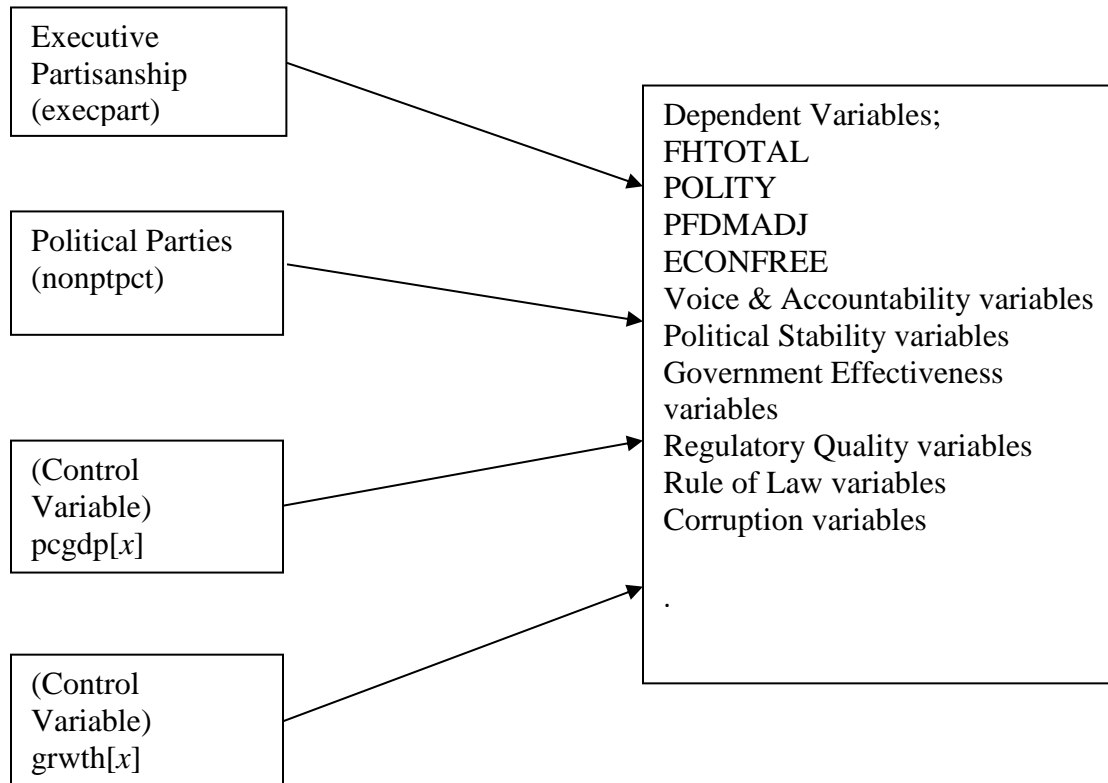 Executive
Partisanship
(execpart)
Political Parties
(nonptpct)
(Control
Variable)
pcgdp[x]
(Control
Variable)
grwth[x]
Dependent Variables;
FHTOTAL
POLITY
PFDMADJ
ECONFREE
Voice & Accountability variables
Political Stability variables
Government Effectiveness
variables
Regulatory Quality variables
Rule of Law variables
Corruption variables
.